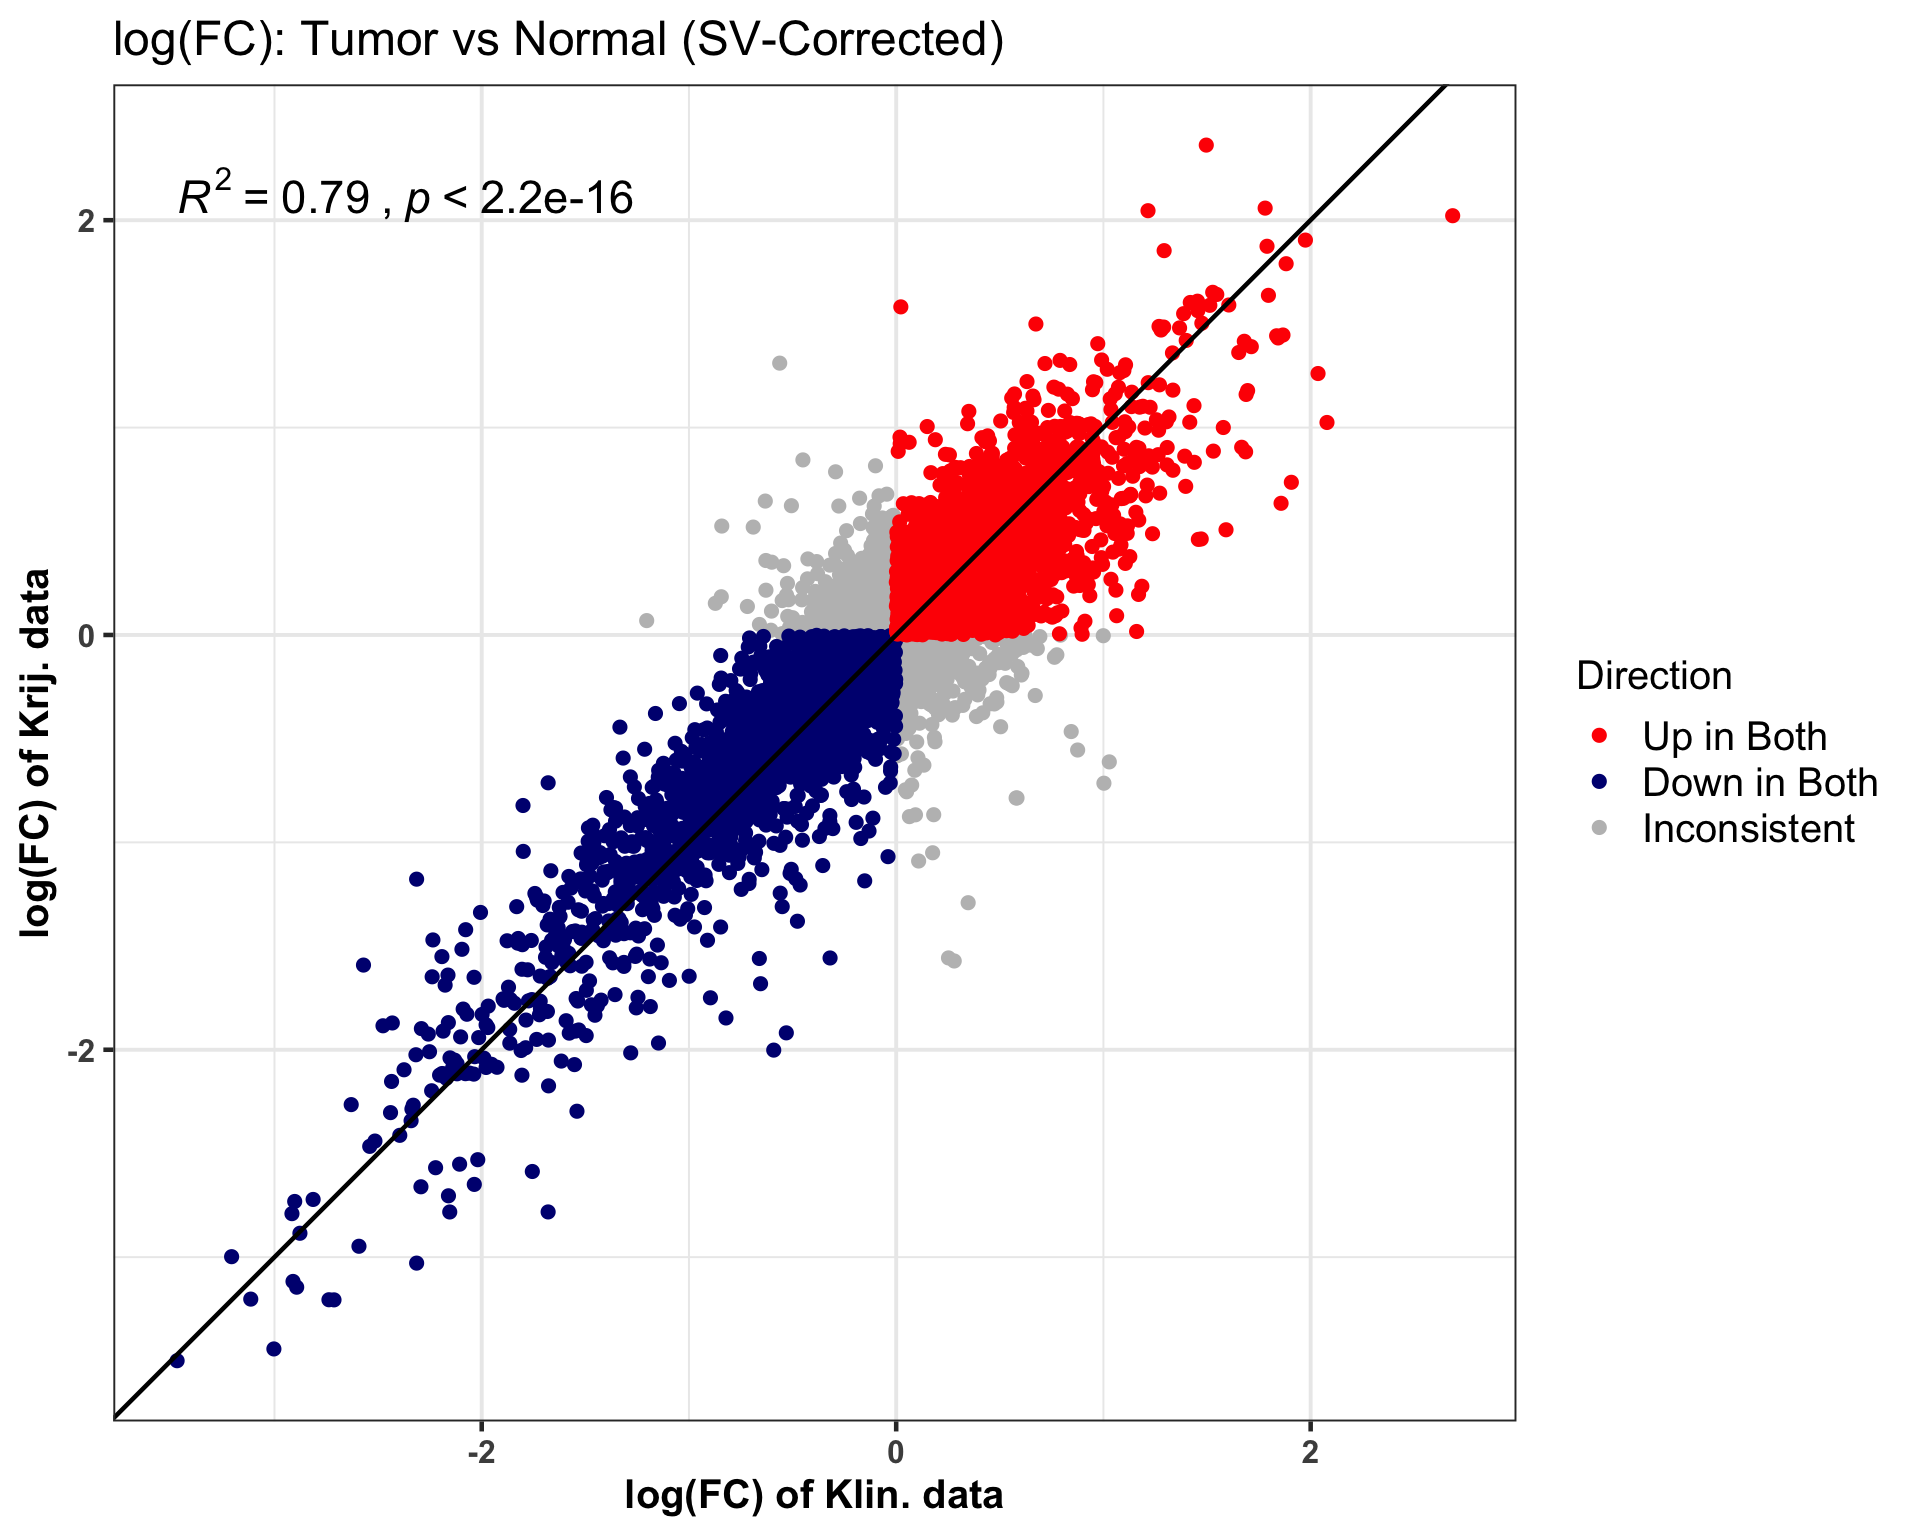 log(FC): Tumor vs Normal (SV-Corrected)
R² = 0.79 , p < 2.2e-16
2
0
-2
log(FC) of Krij. data
-2
0
2
log(FC) of Klin. data
Direction
Up in Both
Down in Both
Inconsistent